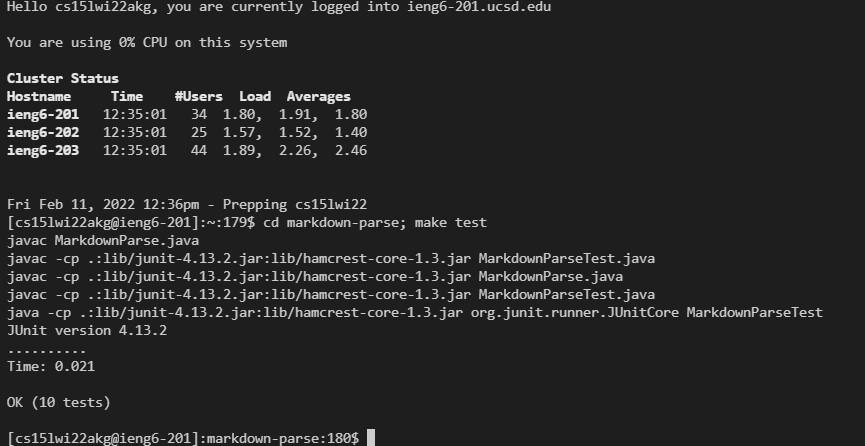 Hello cs15lwi22akg, you are currently logged into ieng6-201.ucsd.edu
You are using 0% CPU on this system
Cluster Status
Hostname     Time    #Users  Load  Averages
ieng6-201   12:35:01   34  1.80,  1.91,  1.80
ieng6-202   12:35:01   25  1.57,  1.52,  1.40
ieng6-203   12:35:01   44  1.89,  2.26,  2.46
Fri Feb 11, 2022 12:36pm - Prepping cs15lwi22
[cs15lwi22akg@ieng6-201]:~:179$ cd markdown-parse; make test
javac MarkdownParse.java
javac -cp .:lib/junit-4.13.2.jar:lib/hamcrest-core-1.3.jar MarkdownParseTest.java
javac -cp .:lib/junit-4.13.2.jar:lib/hamcrest-core-1.3.jar MarkdownParse.java
javac -cp .:lib/junit-4.13.2.jar:lib/hamcrest-core-1.3.jar MarkdownParseTest.java
java -cp .:lib/junit-4.13.2.jar:lib/hamcrest-core-1.3.jar org.junit.runner.JUnitCore MarkdownParseTest
JUnit version 4.13.2
..........
Time: 0.021
OK (10 tests)
[cs15lwi22akg@ieng6-201]:markdown-parse:180$